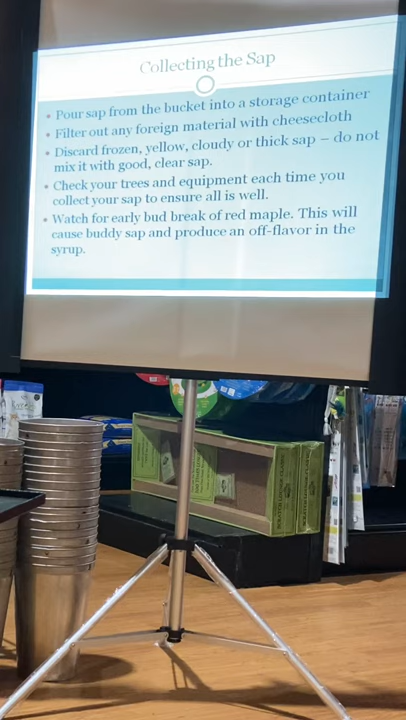 Collecting the Sap
• Pour sap from the bucket into a storage container
• Filter out any foreign material with cheesecloth
• Discard frozen, yellow, cloudy or thick sap – do not
mix it with good, clear sap.
• Check your trees and equipment each time you
collect your sap to ensure all is well.
• Watch for early bud break of red maple. This will
cause buddy sap and produce an off-flavor in the
syrup.